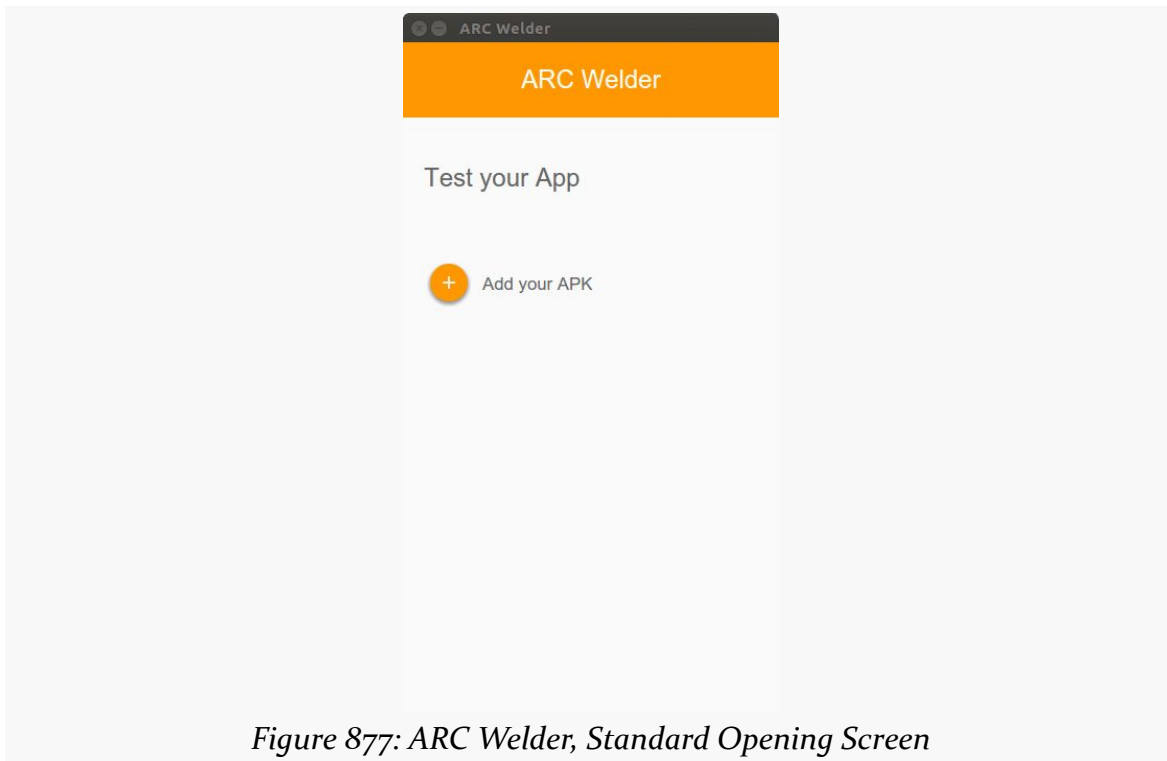 ARC Welder
ARC Welder
Test your App
+ Add your APK
Figure 877: ARC Welder, Standard Opening Screen